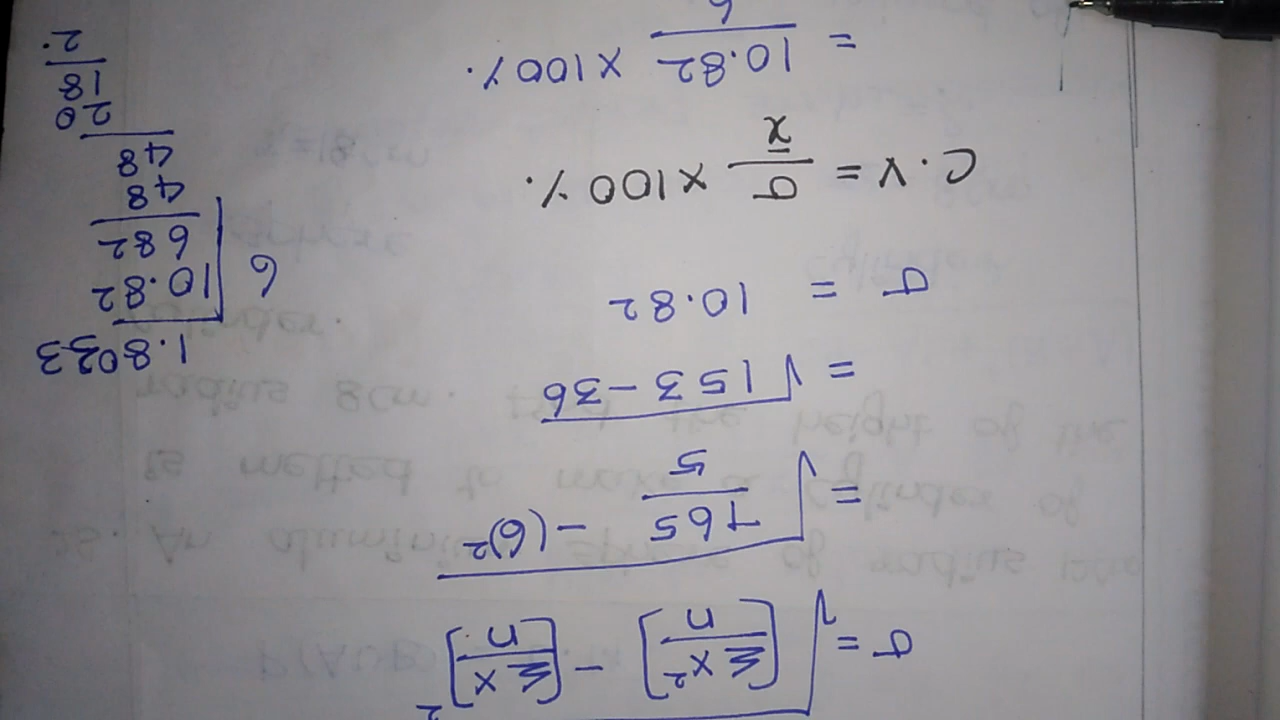 σ = √[Σx²/n] - [Σx/n]²
= √765/5 - (6)²
= √153-36
σ = 10.82
C.V = σ/x̄ ×100%.
= 10.82/6 ×100%.
1.8033
6 10.82
682
48
48
20
18
2.